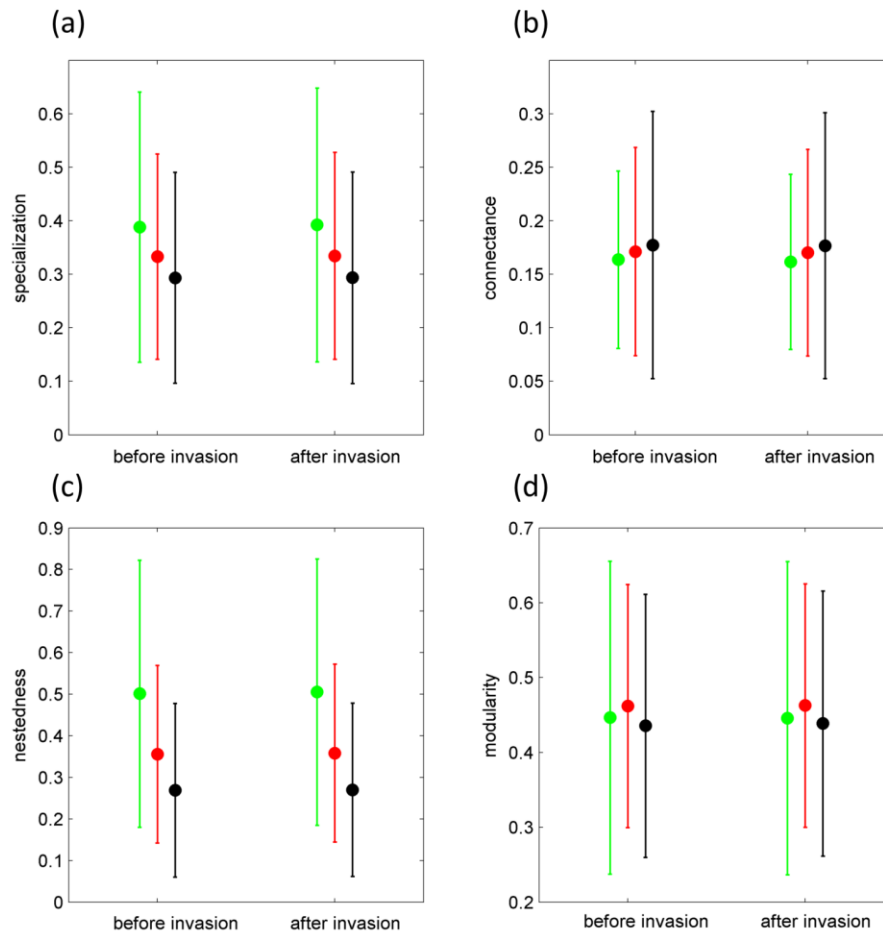 (a)
0.6
0.5
0.4
0.3
0.2
0.1
0
specialization
before invasion after invasion
(b)
0.3
0.25
0.2
0.15
0.1
0.05
0
connectance
before invasion after invasion
(c)
0.9
0.8
0.7
0.6
0.5
0.4
0.3
0.2
0.1
0
nestedness
before invasion after invasion
(d)
0.7
0.6
0.5
0.4
0.3
0.2
modularity
before invasion after invasion